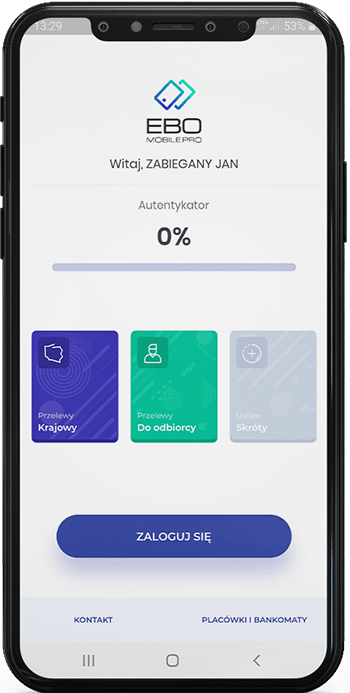 13:29 53%
EBO
MOBILE PRO
Witaj, ZABIEGANY JAN
Autentykator
0%
Przelewy
Krajowy
Przelewy
Do odbiorcy
Ustaw
Skróty
ZALOGUJ SIĘ
KONTAKT PLACÓWKI I BANKOMATY